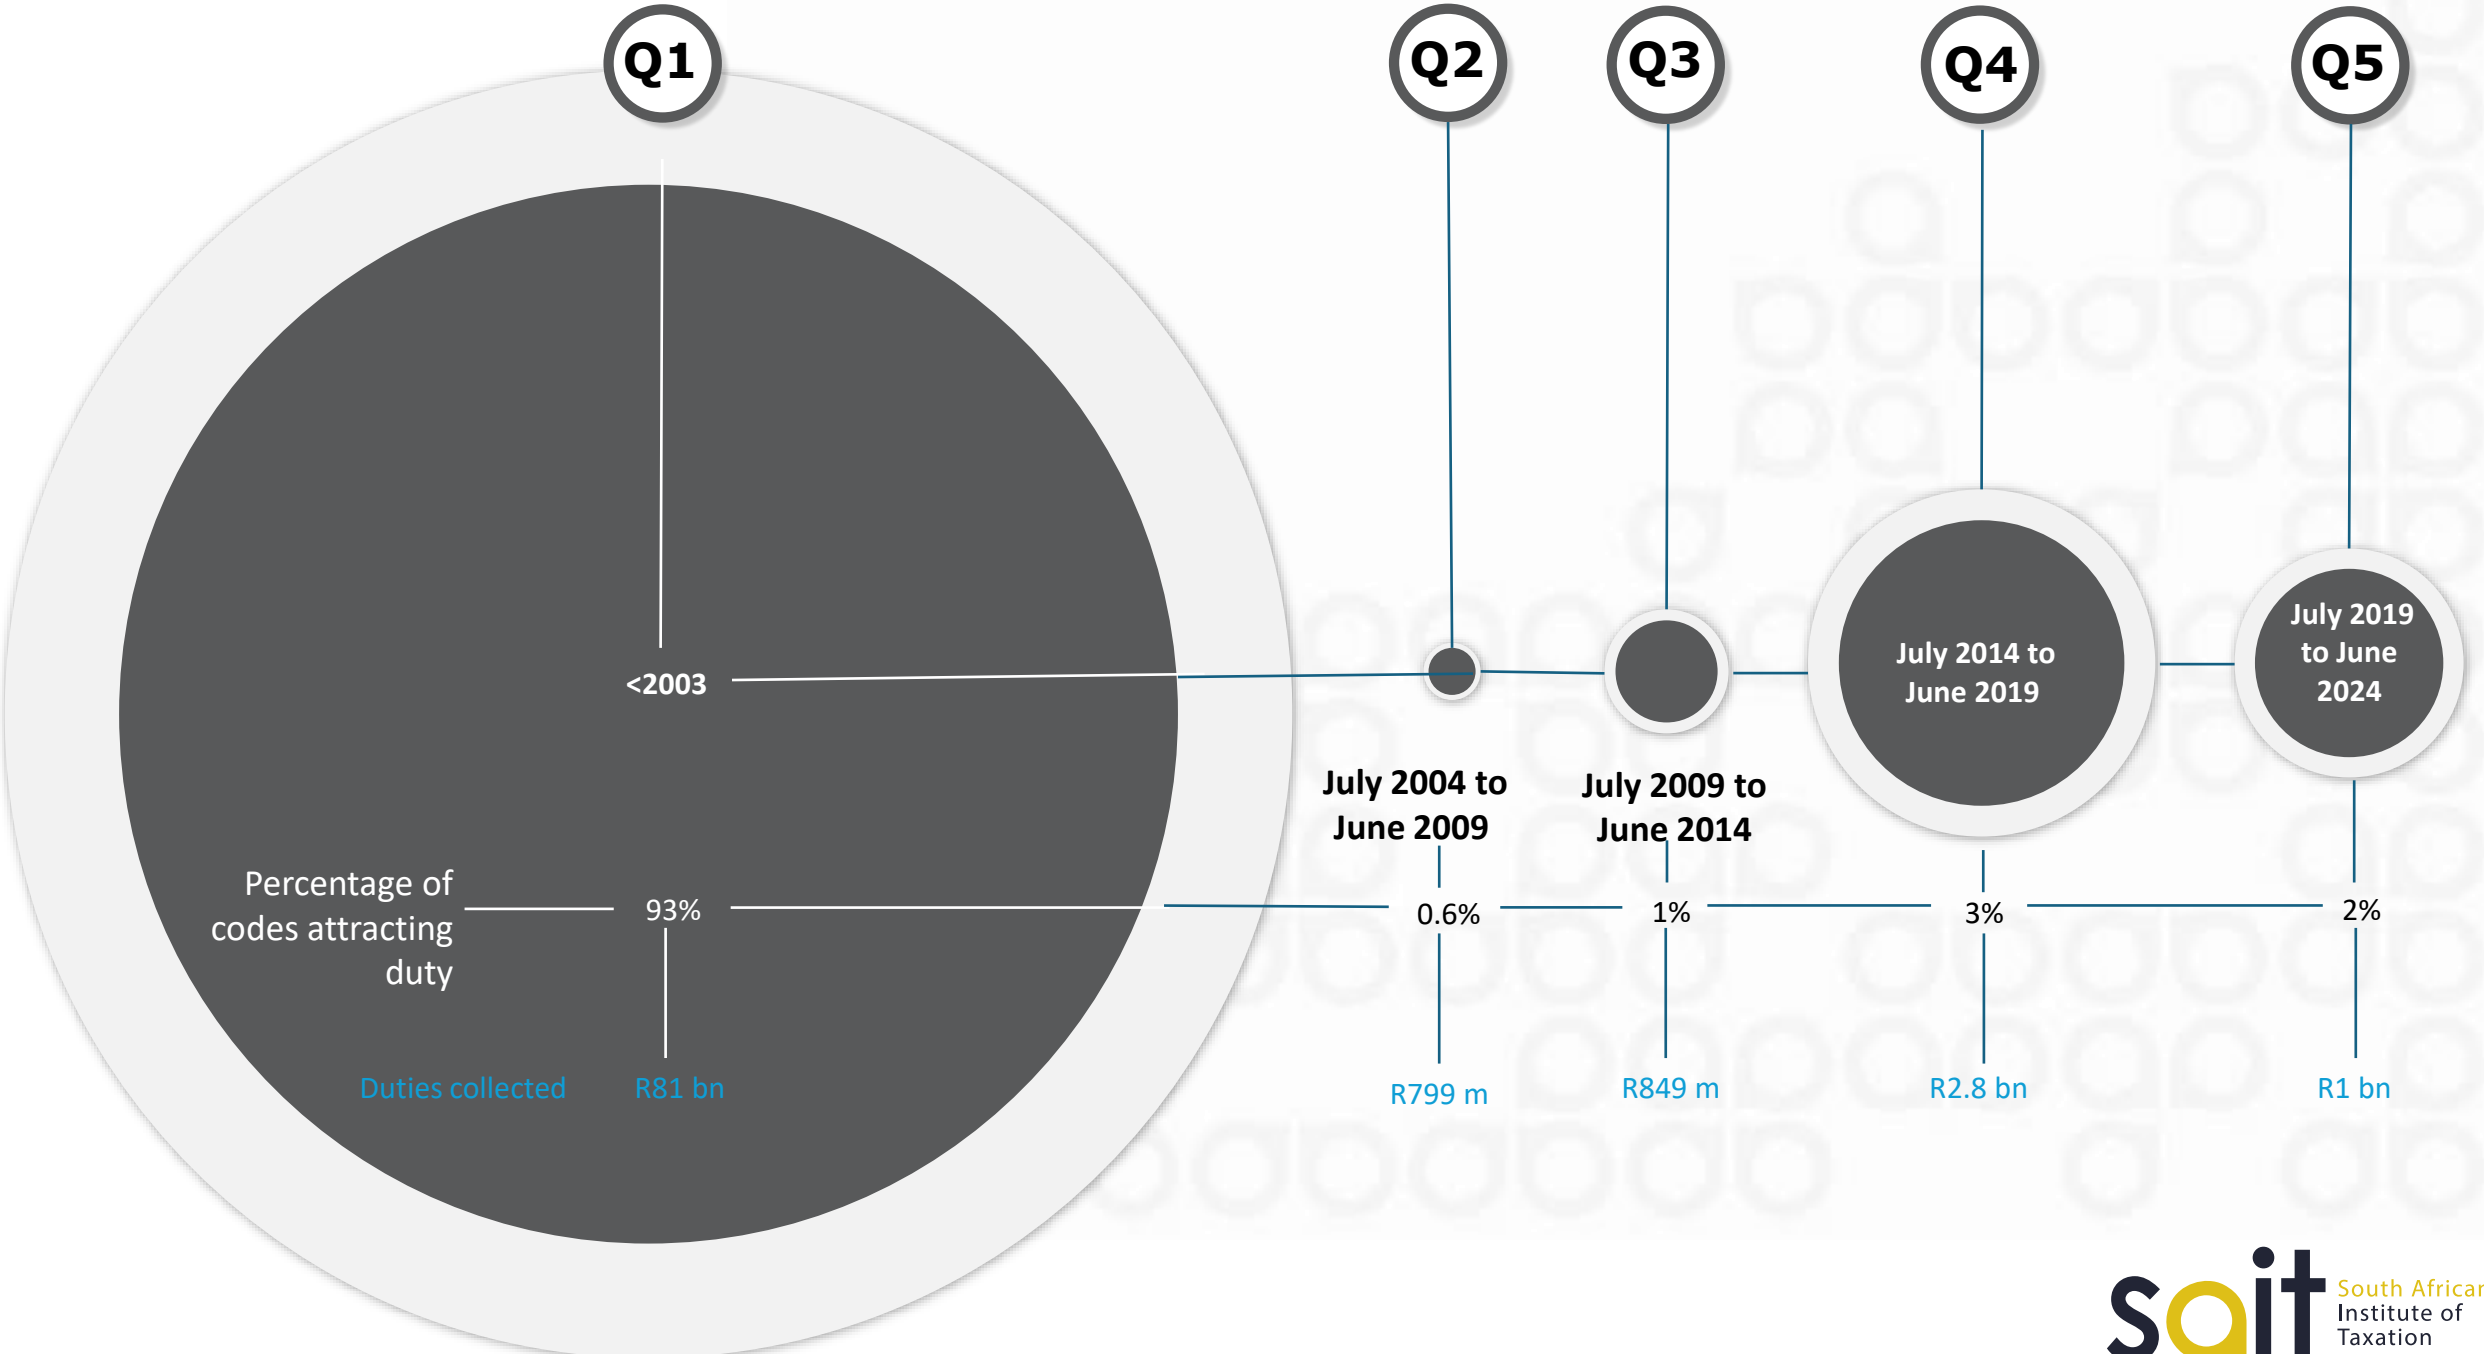 Q1
Q2
Q3
Q4
Q5
<2003
July 2004 to
June 2009
July 2009 to
June 2014
July 2014 to
June 2019
July 2019
to June
2024
Percentage of
codes attracting
duty
93%
0.6%
1%
3%
2%
Duties collected
R81 bn
R799 m
R849 m
R2.8 bn
R1 bn
sait
South African
Institute of
Taxation